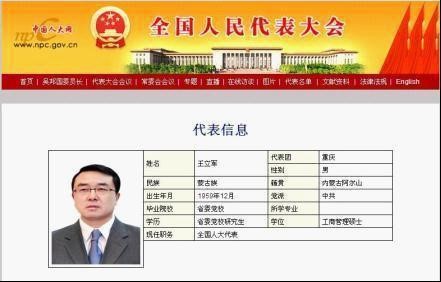 中国人大网
npc
www.npc.gov.cn
全国人民代表大会
首页 | 吴邦国委员长 | 代表大会会议 | 常委会会议 | 专题 | 直播 | 在线访谈 | 图片 | 代表名单 | 文献资料 | 法律法规 | English
代表信息
姓名 王立军 代表团 重庆
性别 男
民族 蒙古族 籍贯 内蒙古阿尔山
出生年月 1959年12月 党派 中共
毕业院校 省委党校 所学专业
学历 省委党校研究生 学位 工商管理硕士
现任职务 全国人大代表